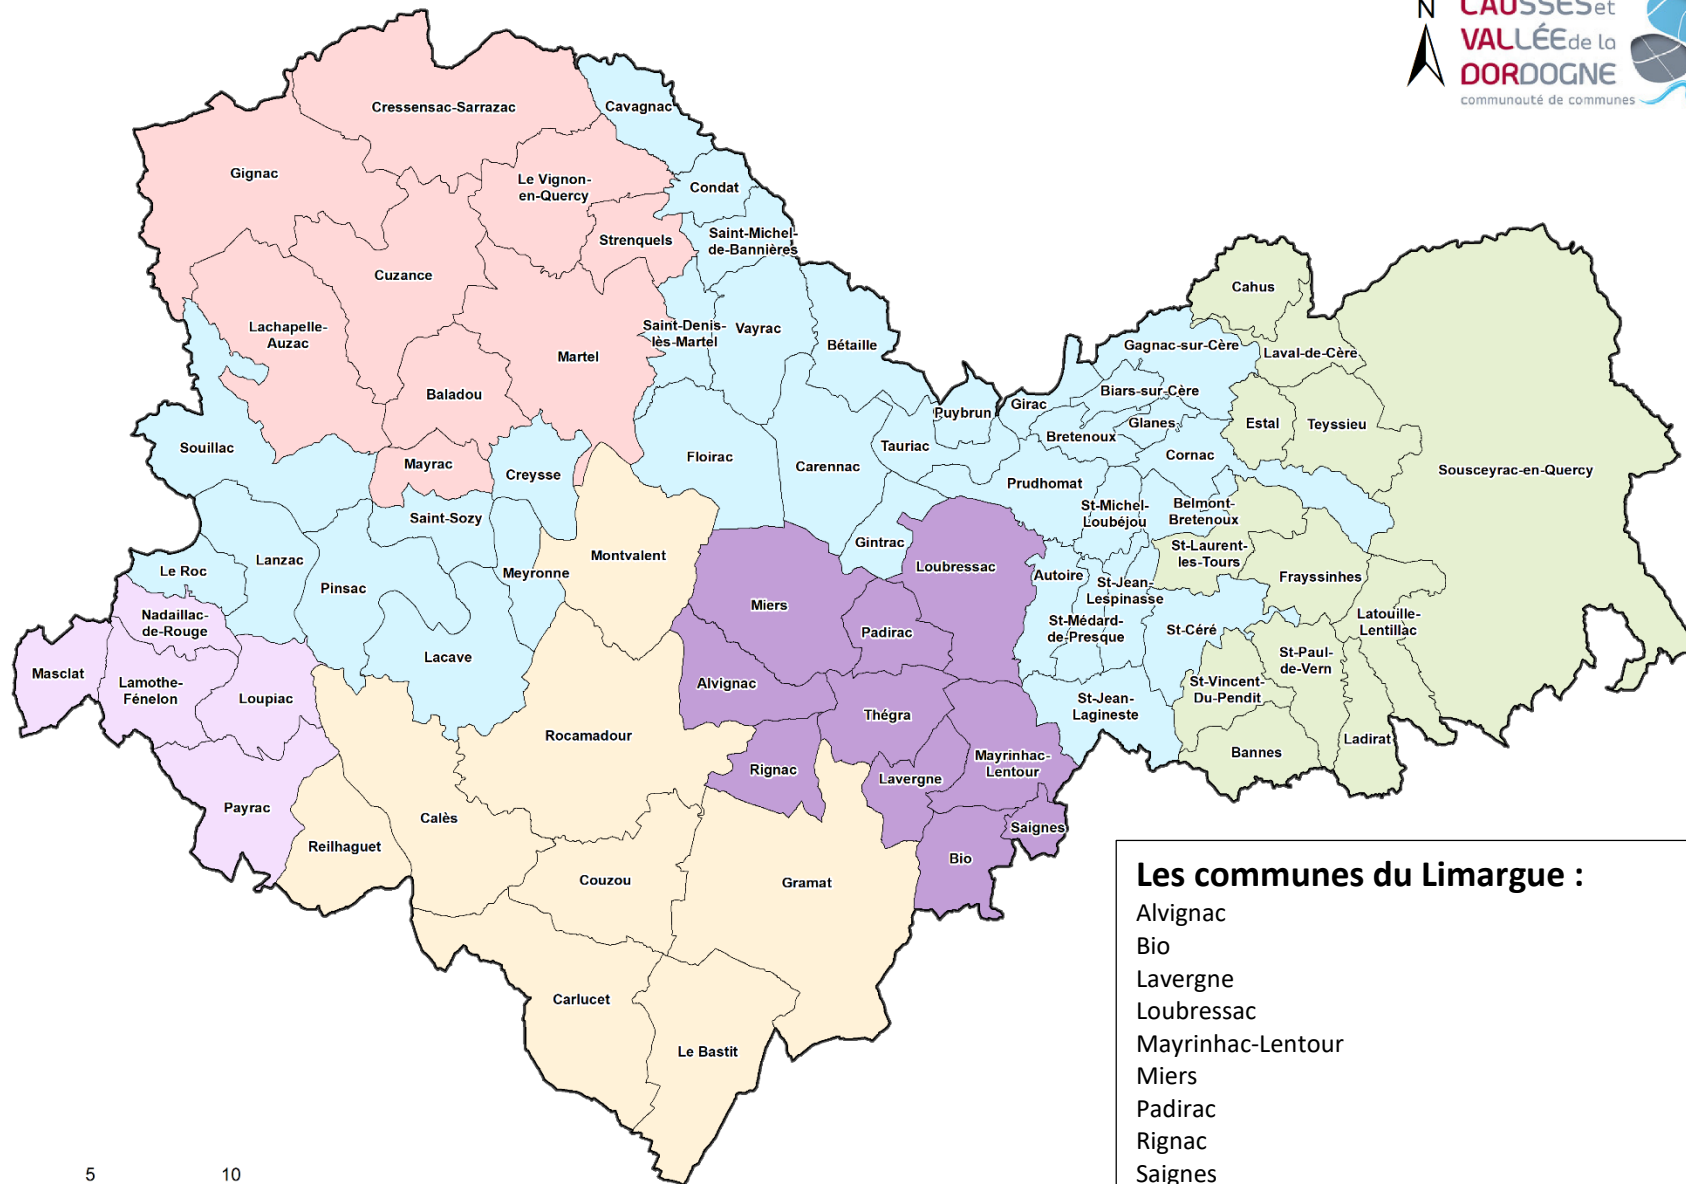 N
CAUSSES et
VALLÉE de la
DORDOGNE
communauté de communes
Cressensac-Sarrazac
Cavagnac
Gignac
Le Vignon-
en-Quercy
Condat
Strenquels
Saint-Michel-
de-Bannières
Cuzance
Cahus
Lachapelle-
Auzac
Martel
Saint-Denis-
lès-Martel
Vayrac
Bétaille
Gagnac-sur-Cère
Laval-de-Cère
Baladou
Biars-sur-Cère
Girac
Puybrun
Glanes
Estal
Teyssieu
Bretenoux
Souillac
Tauriac
Cornac
Floirac
Carennac
Mayrac
Creysse
Sousceyrac-en-Quercy
Prudhomat
St-Michel-
Loubéjou
Belmont-
Bretenoux
Saint-Sozy
Gintrac
St-Laurent-
les-Tours
Lanzac
Montvalent
Loubressac
Le Roc
Pinsac
Meyronne
Autoire
St-Jean-
Lespinasse
Frayssinhes
Miers
Nadaillac-
de-Rouge
Padirac
St-Médard-
de-Presque
St-Céré
Latouille-
Lentillac
Lacave
Masclat
Lamothe-
Fénelon
Loupiac
Alvignac
St-Paul-
de-Vern
St-Vincent-
Du-Pendit
Thégra
St-Jean-
Lagineste
Rocamadour
Ladirat
Bannes
Mayrinhac-
Lentour
Rignac
Lavergne
Payrac
Calès
Saignes
Reilhaguet
Bio
Couzou
Gramat
Carlucet
Le Bastit
5 10
Les communes du Limargue :
Alvignac
Bio
Lavergne
Loubressac
Mayrinhac-Lentour
Miers
Padirac
Rignac
Saignes